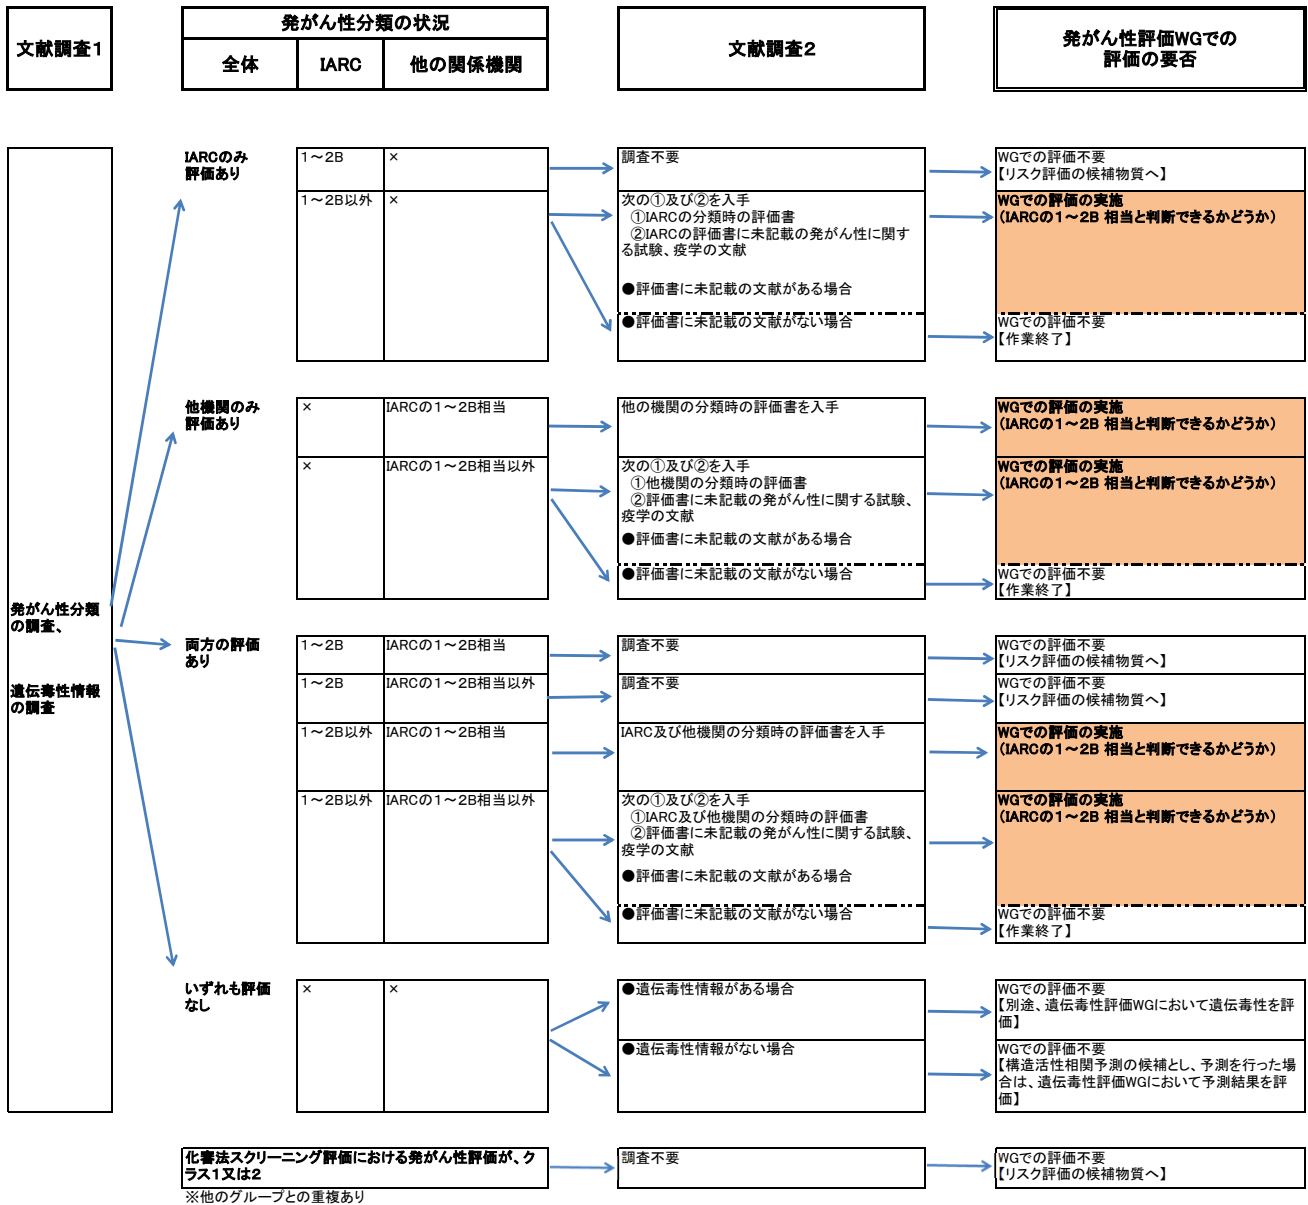 文献調査１
発がん性分類の状況
全体
IARC
他の関係機関
文献調査２
発がん性評価WGでの
評価の要否
発がん性分類
の調査、
遺伝毒性情報
の調査
IARCのみ
評価あり
１～２B
×
調査不要
WGでの評価不要
【リスク評価の候補物質へ】
１～２B以外
×
次の①及び②を入手
①IARCの分類時の評価書
②IARCの評価書に未記載の発がん性に関す
る試験、疫学の文献
●評価書に未記載の文献がある場合
WGでの評価の実施
（IARCの１～２B 相当と判断できるかどうか）
●評価書に未記載の文献がない場合
WGでの評価不要
【作業終了】
他機関のみ
評価あり
×
IARCの１～２B相当
他の機関の分類時の評価書を入手
WGでの評価の実施
（IARCの１～２B 相当と判断できるかどうか）
×
IARCの１～２B相当以外
次の①及び②を入手
①他機関の分類時の評価書
②評価書に未記載の発がん性に関する試験、
疫学の文献
●評価書に未記載の文献がある場合
WGでの評価の実施
（IARCの１～２B 相当と判断できるかどうか）
●評価書に未記載の文献がない場合
WGでの評価不要
【作業終了】
両方の評価
あり
１～２B
IARCの１～２B相当
調査不要
WGでの評価不要
【リスク評価の候補物質へ】
１～２B
IARCの１～２B相当以外
調査不要
WGでの評価不要
【リスク評価の候補物質へ】
１～２B以外
IARCの１～２B相当
IARC及び他機関の分類時の評価書を入手
WGでの評価の実施
（IARCの１～２B 相当と判断できるかどうか）
１～２B以外
IARCの１～２B相当以外
次の①及び②を入手
①IARC及び他機関の分類時の評価書
②評価書に未記載の発がん性に関する試験、
疫学の文献
●評価書に未記載の文献がある場合
WGでの評価の実施
（IARCの１～２B 相当と判断できるかどうか）
●評価書に未記載の文献がない場合
WGでの評価不要
【作業終了】
いずれも評価
なし
×
×
●遺伝毒性情報がある場合
WGでの評価不要
【別途、遺伝毒性評価WGにおいて遺伝毒性を評
価】
●遺伝毒性情報がない場合
WGでの評価不要
【構造活性相関予測の候補とし、予測を行った場
合は、遺伝毒性評価WGにおいて予測結果を評
価】
化審法スクリーニング評価における発がん性評価が、ク
ラス１又は２
調査不要
WGでの評価不要
【リスク評価の候補物質へ】
※他のグループとの重複あり